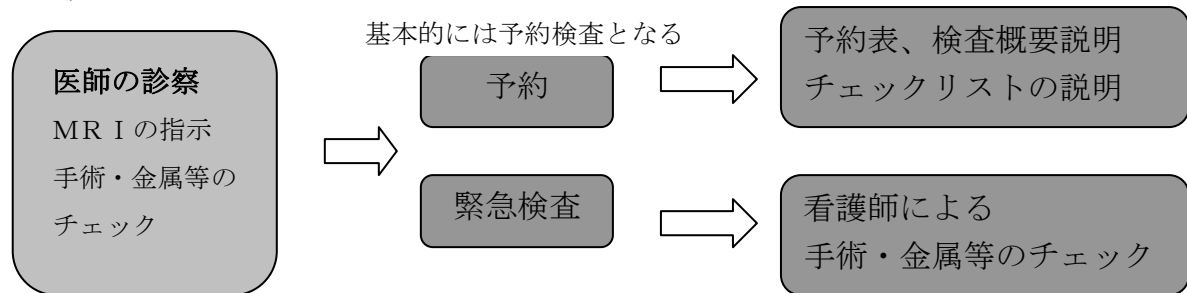 基本的には予約検査となる
医師の診察
ＭＲＩの指示
手術・金属等の
チェック
予約
予約表、検査概要説明
チェックリストの説明
緊急検査
看護師による
手術・金属等のチェック